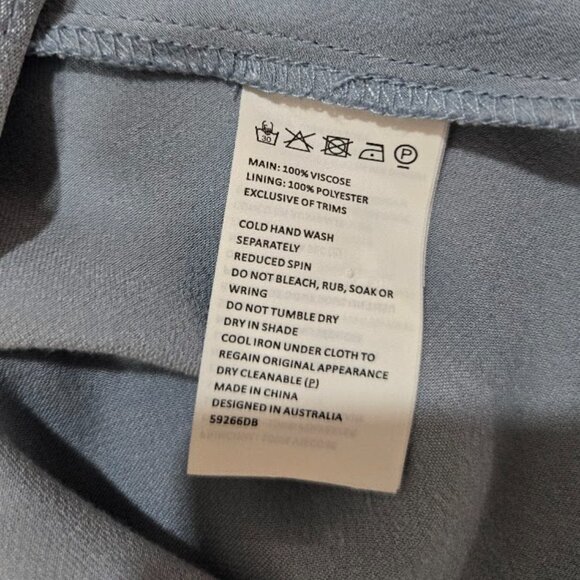 30 P
MAIN: 100% VISCOSE
LINING: 100% POLYESTER
EXCLUSIVE OF TRIMS
COLD HAND WASH
SEPARATELY
REDUCED SPIN
DO NOT BLEACH, RUB, SOAK OR
WRING
DO NOT TUMBLE DRY
DRY IN SHADE
COOL IRON UNDER CLOTH TO
REGAIN ORIGINAL APPEARANCE
DRY CLEANABLE (P)
MADE IN CHINA
DESIGNED IN AUSTRALIA
59266DB